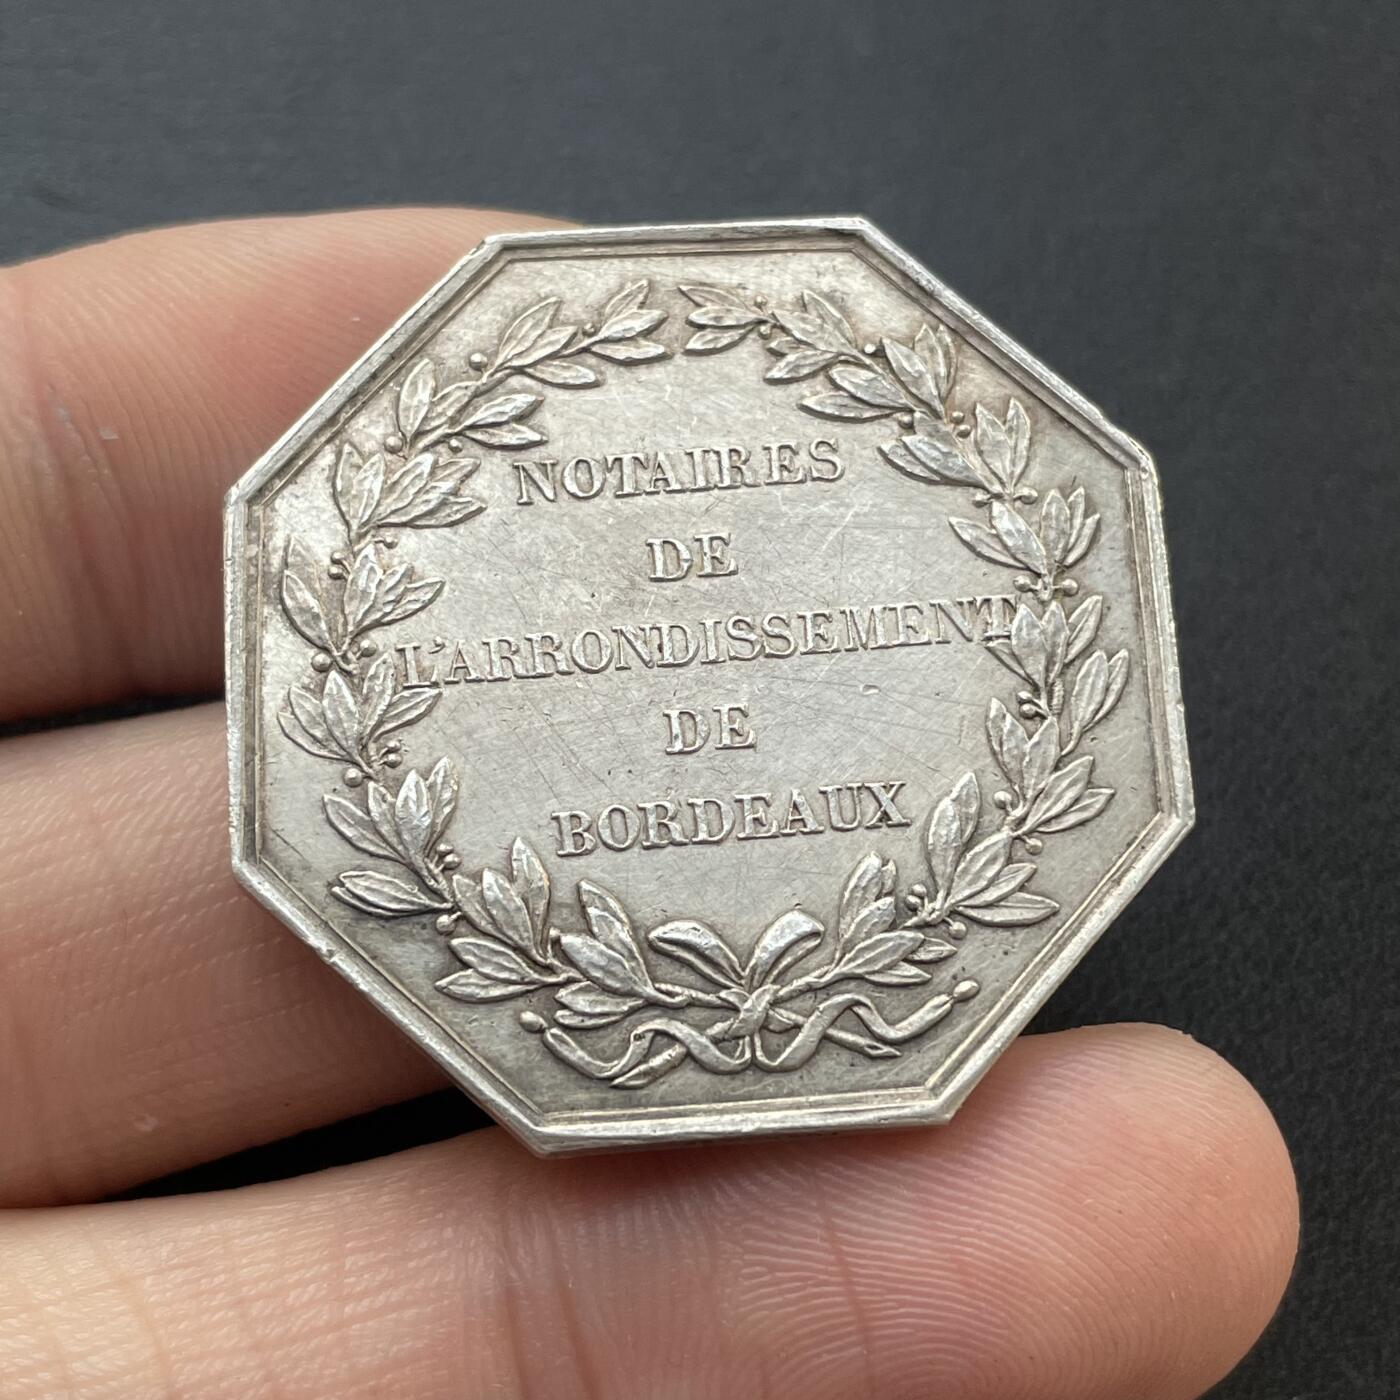 NOTAIRES
DE
L'ARRONDISSEMENT
DE
BORDEAUX